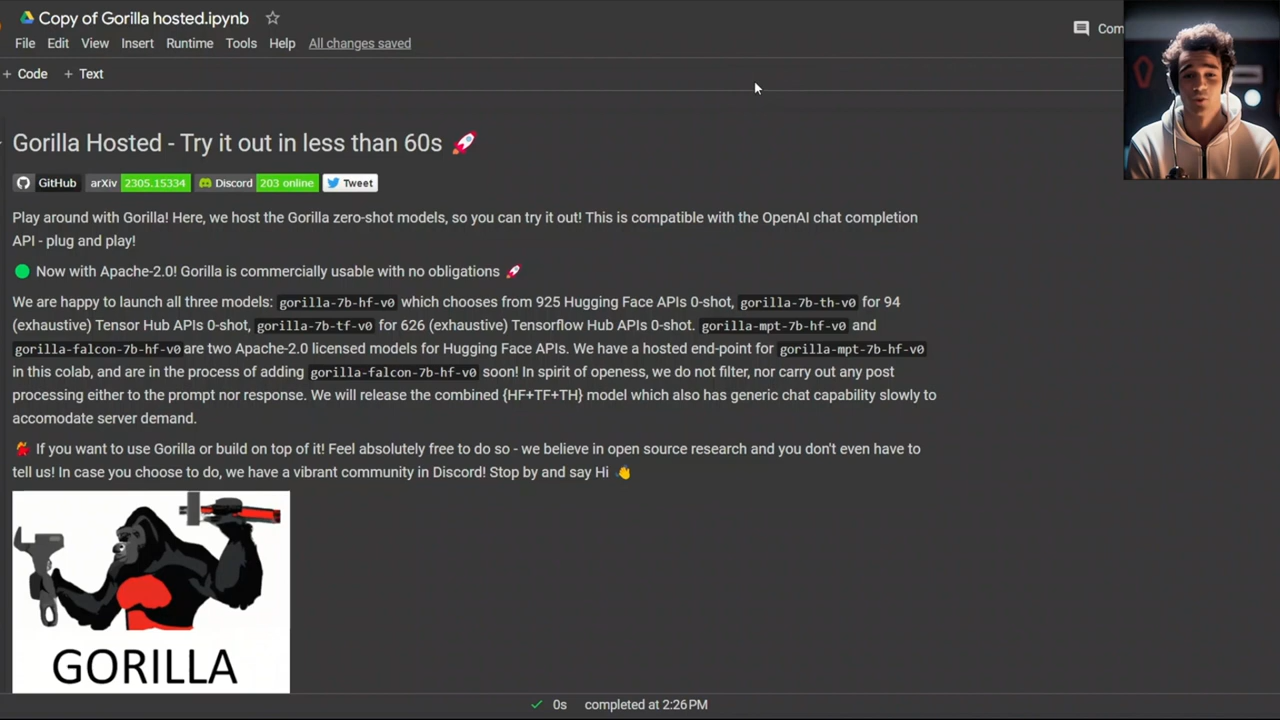 Copy of Gorilla hosted.ipynb
File Edit View Insert Runtime Tools Help All changes saved
+ Code + Text
Gorilla Hosted - Try it out in less than 60s 🚀
GitHub arXiv 2305.15334 Discord 203 online Tweet
Play around with Gorilla! Here, we host the Gorilla zero-shot models, so you can try it out! This is compatible with the OpenAI chat completion
API - plug and play!
🟢 Now with Apache-2.0! Gorilla is commercially usable with no obligations 🚀
We are happy to launch all three models: gorilla-7b-hf-v0 which chooses from 925 Hugging Face APIs 0-shot, gorilla-7b-th-v0 for 94
(exhaustive) Tensor Hub APIs 0-shot, gorilla-7b-tf-v0 for 626 (exhaustive) Tensorflow Hub APIs 0-shot. gorilla-mpt-7b-hf-v0 and
gorilla-falcon-7b-hf-v0 are two Apache-2.0 licensed models for Hugging Face APIs. We have a hosted end-point for gorilla-mpt-7b-hf-v0
in this colab, and are in the process of adding gorilla-falcon-7b-hf-v0 soon! In spirit of openess, we do not filter, nor carry out any post
processing either to the prompt nor response. We will release the combined {HF+TF+TH} model which also has generic chat capability slowly to
accomodate server demand.
💃 If you want to use Gorilla or build on top of it! Feel absolutely free to do so - we believe in open source research and you don't even have to
tell us! In case you choose to do, we have a vibrant community in Discord! Stop by and say Hi 👋
GORILLA
0s completed at 2:26 PM